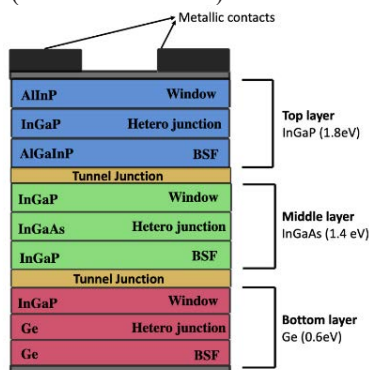 Metallic contacts
AlInP Window
InGaP Hetero junction
AlGaInP BSF
Top layer
InGaP (1.8eV)
Tunnel Junction
InGaP Window
InGaAs Hetero junction
InGaP BSF
Middle layer
InGaAs (1.4 eV)
Tunnel Junction
InGaP Window
Ge Hetero junction
Ge BSF
Bottom layer
Ge (0.6eV)